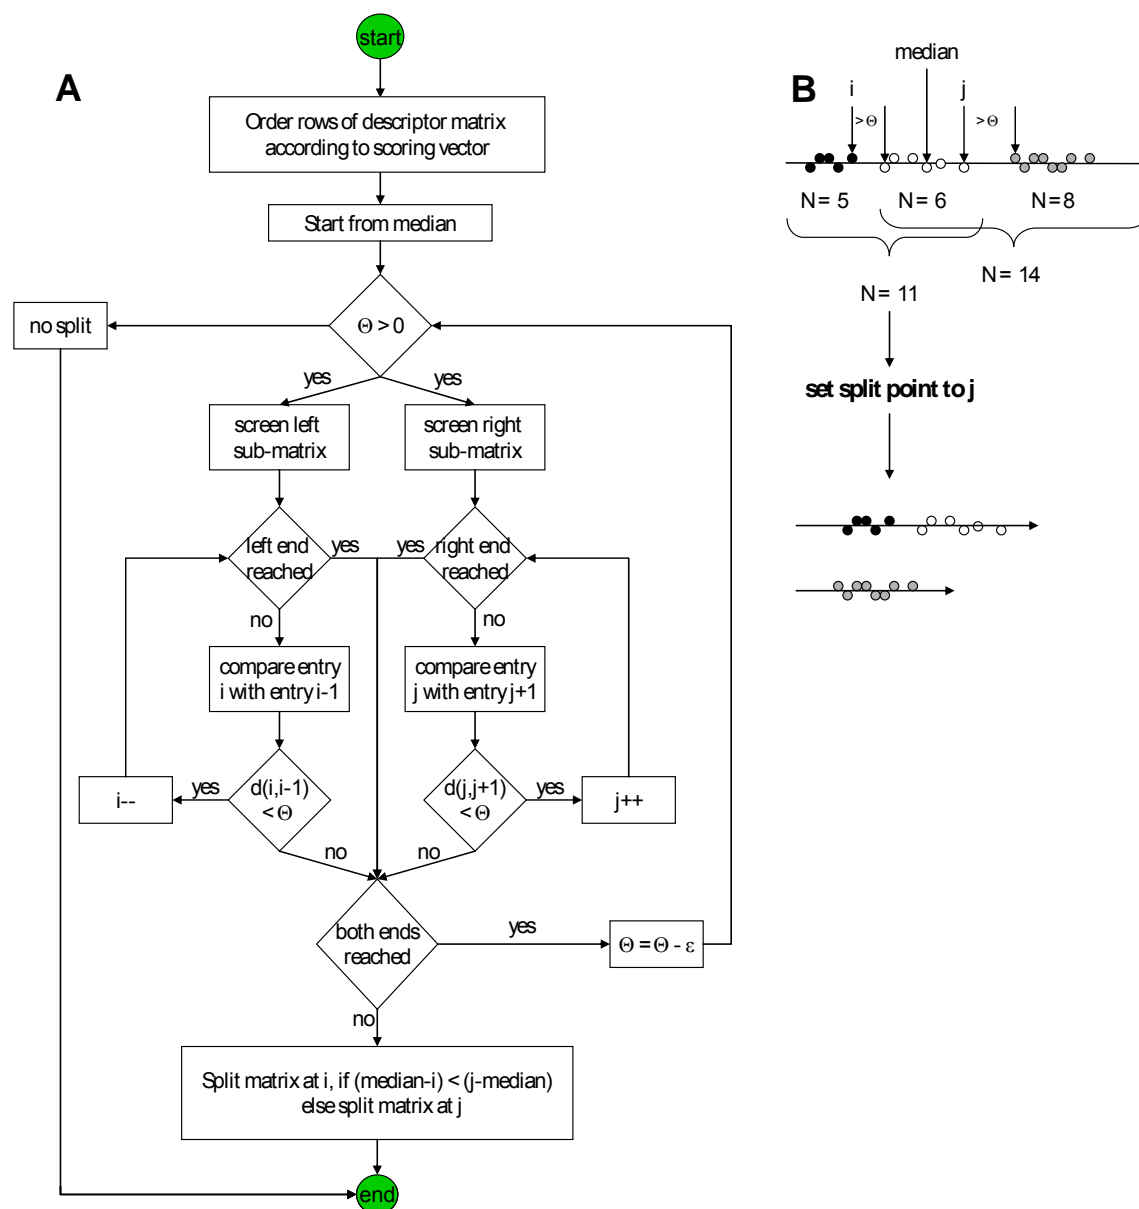 start
A
Order rows of descriptor matrix
according to scoring vector
Start from median
no split
Θ > 0
yes
yes
screen left
sub-matrix
screen right
sub-matrix
left end
reached
yes
yes
right end
reached
no
no
compare entry
i with entry i-1
compare entry
j with entry j+1
i--
yes
d(i,i-1)
< Θ
d(j,j+1)
< Θ
yes
j++
no
no
both ends
reached
yes
Θ = Θ - ε
no
Split matrix at i, if (median-i) < (j-median)
else split matrix at j
end
B
median
i
j
> Θ
> Θ
N = 5
N = 6
N = 8
N = 14
N = 11
set split point to j